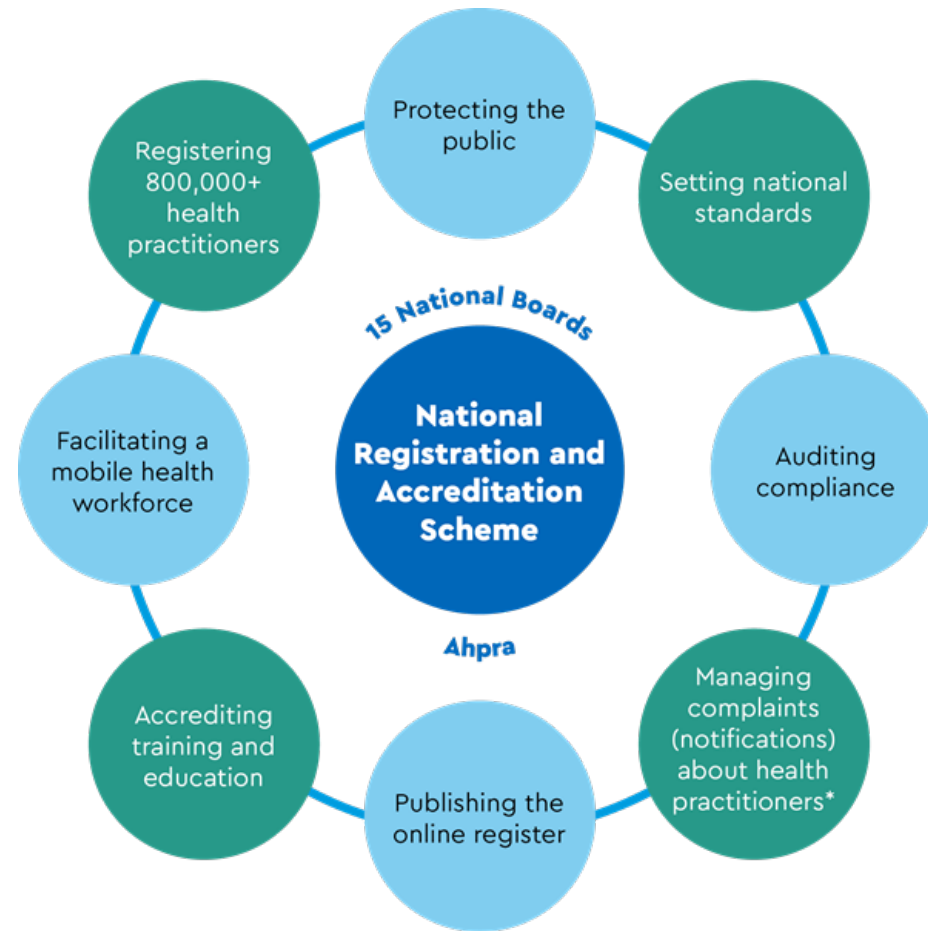 Protecting the
public
Setting national
standards
Auditing
compliance
Managing
complaints
(notifications)
about health
practitioners*
Publishing the
online register
Accrediting
training and
education
Facilitating a
mobile health
workforce
Registering
800,000+
health
practitioners
15 National Boards
National
Registration and
Accreditation
Scheme
Ahpra